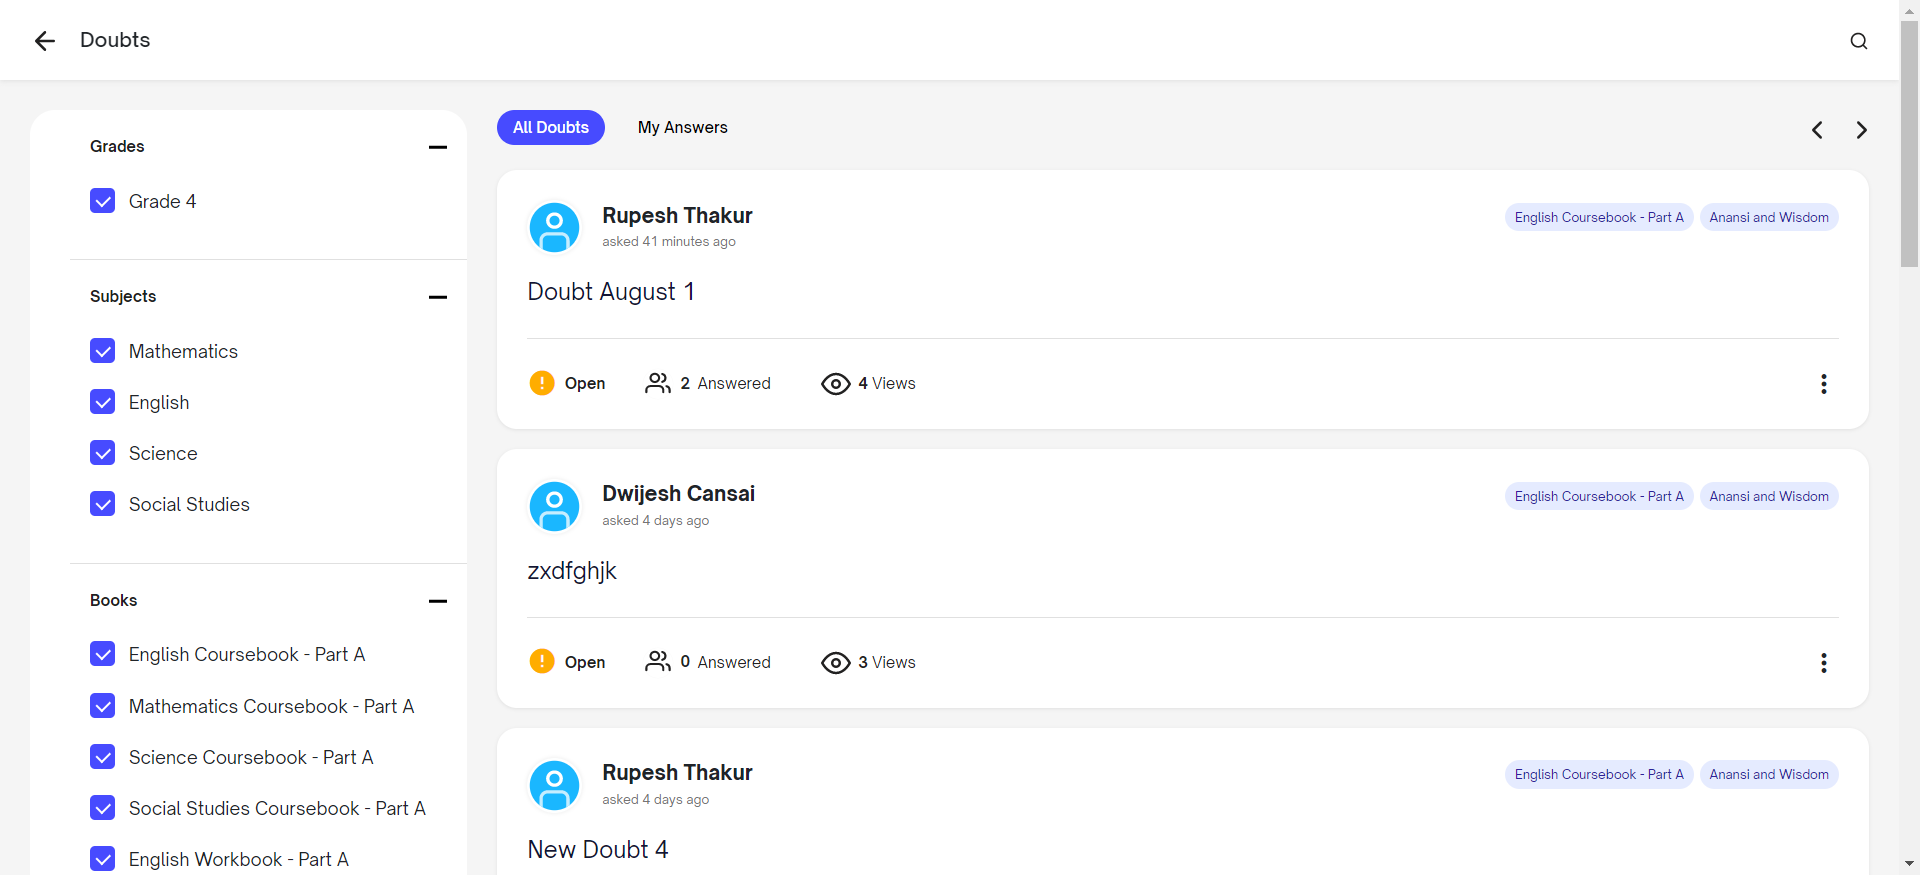 Doubts
Grades
Grade 4
Subjects
Mathematics
English
Science
Social Studies
Books
English Coursebook - Part A
Mathematics Coursebook - Part A
Science Coursebook - Part A
Social Studies Coursebook - Part A
English Workbook - Part A
All Doubts My Answers
Rupesh Thakur
asked 41 minutes ago
English Coursebook - Part A Anansi and Wisdom
Doubt August 1
Open 2 Answered 4 Views
Dwijesh Cansai
asked 4 days ago
English Coursebook - Part A Anansi and Wisdom
zxdfghjk
Open 0 Answered 3 Views
Rupesh Thakur
asked 4 days ago
English Coursebook - Part A Anansi and Wisdom
New Doubt 4